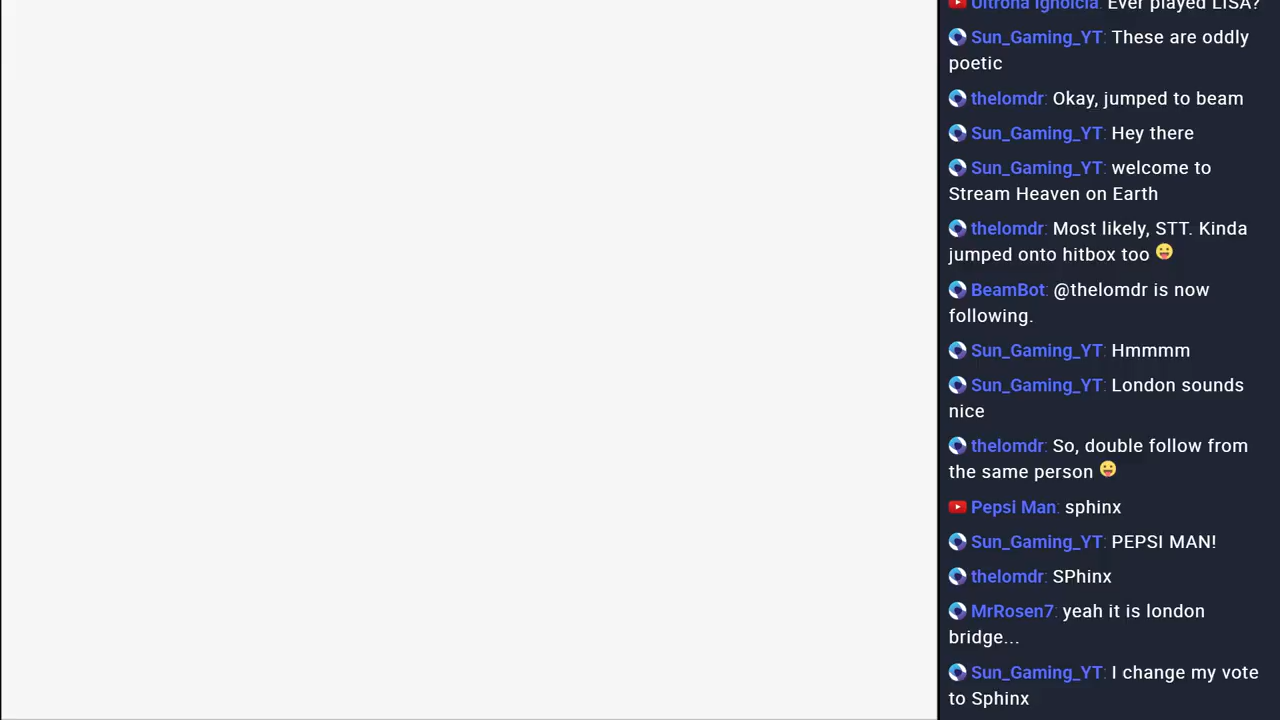 Ultrona Ignoicia: Ever played LISA?
Sun_Gaming_YT: These are oddly
poetic
thelomdr: Okay, jumped to beam
Sun_Gaming_YT: Hey there
Sun_Gaming_YT: welcome to
Stream Heaven on Earth
thelomdr: Most likely, STT. Kinda
jumped onto hitbox too
BeamBot: @thelomdr is now
following.
Sun_Gaming_YT: Hmmmm
Sun_Gaming_YT: London sounds
nice
thelomdr: So, double follow from
the same person
Pepsi Man: sphinx
Sun_Gaming_YT: PEPSI MAN!
thelomdr: SPhinx
MrRosen7: yeah it is london
bridge...
Sun_Gaming_YT: I change my vote
to Sphinx